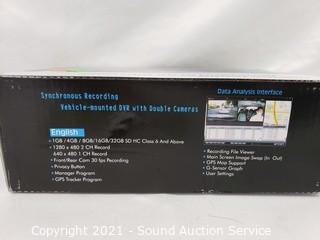 Synchronous Recording
Vehicle-mounted DVR with Double Cameras
English
• 1GB / 4GB / 8GB/16GB/32GB SD HC Class 6 And Above
• 1280 x 480 2 CH Record
640 x 480 1 CH Record
• Front/Rear Cam 30 fps Recording
• Privacy Button
• Manager Program
• GPS Tracker Program
Data Analysis Interface
• Recording File Viewer
• Main Screen Image Swap (In Out)
• GPS Map Support
• G-Sensor Graph
• User Settings
Copyright 2021 - Sound Auction Service